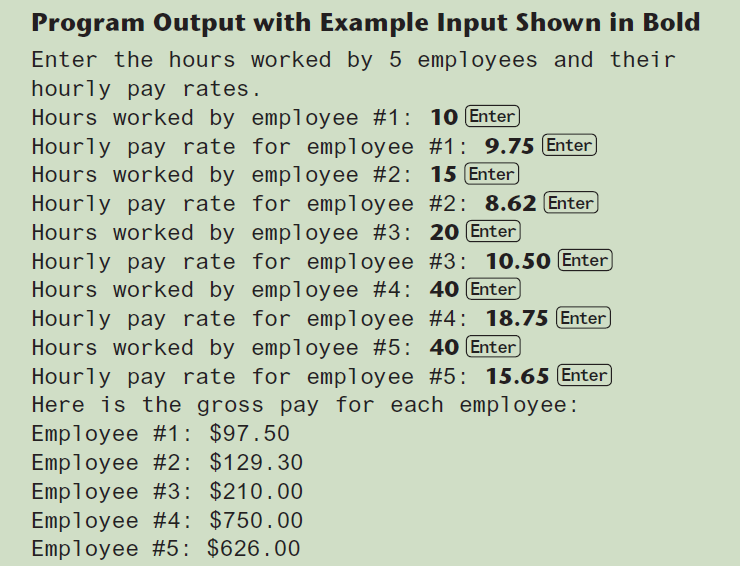 Program Output with Example Input Shown in Bold
Enter the hours worked by 5 employees and their
hourly pay rates.
Hours worked by employee #1: 10 Enter
Hourly pay rate for employee #1: 9.75 Enter
Hours worked by employee #2: 15 Enter
Hourly pay rate for employee #2: 8.62 Enter
Hours worked by employee #3: 20 Enter
Hourly pay rate for employee #3: 10.50 Enter
Hours worked by employee #4: 40 Enter
Hourly pay rate for employee #4: 18.75 Enter
Hours worked by employee #5: 40 Enter
Hourly pay rate for employee #5: 15.65 Enter
Here is the gross pay for each employee:
Employee #1: $97.50
Employee #2: $129.30
Employee #3: $210.00
Employee #4: $750.00
Employee #5: $626.00